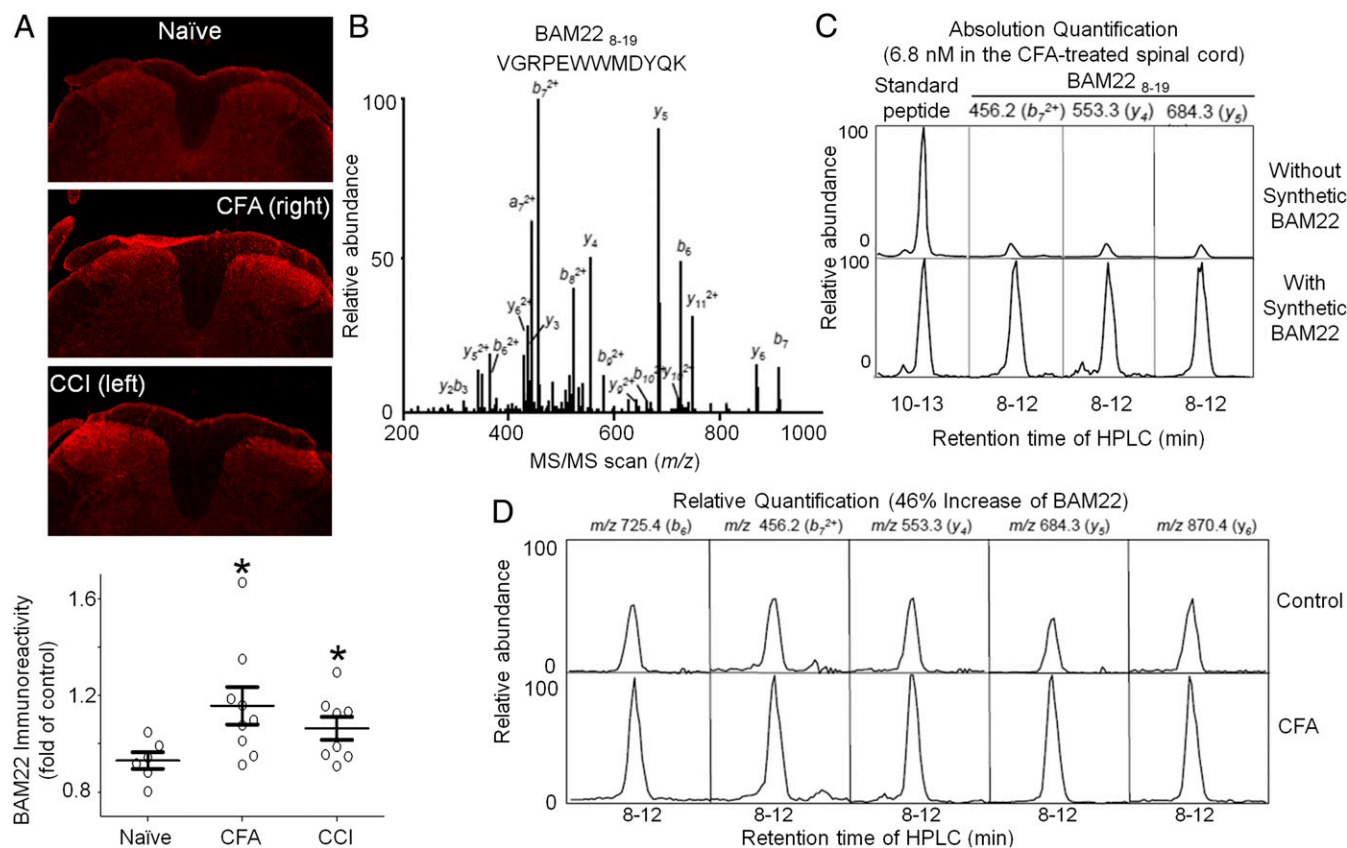 A
Naïve
CFA (right)
CCI (left)
BAM22 Immunoreactivity
(fold of control)
1.6
1.2
0.8
*
*
Naïve CFA CCI
B
BAM22 8-19
VGRPEWWMDYQK
Relative abundance
100
50
0
b7 2+
y5
a7 2+
y4
b6
b8 2+
y11 2+
y6 2+
y3
y5 2+
b6 2+
b9 2+
y6
b7
y2 b3
y9 2+
b10 2+
y10 2+
200 400 600 800 1000
MS/MS scan (m/z)
C
Absolution Quantification
(6.8 nM in the CFA-treated spinal cord)
Standard
peptide
BAM22 8-19
456.2 (b7 2+) 553.3 (y4) 684.3 (y5)
Relative abundance
100
0
100
0
Without
Synthetic
BAM22
With
Synthetic
BAM22
10-13 8-12 8-12 8-12
Retention time of HPLC (min)
D
Relative Quantification (46% Increase of BAM22)
m/z 725.4 (b6) m/z 456.2 (b7 2+) m/z 553.3 (y4) m/z 684.3 (y5) m/z 870.4 (y6)
Relative abundance
100
0
100
0
Control
CFA
8-12 8-12 8-12 8-12 8-12
Retention time of HPLC (min)